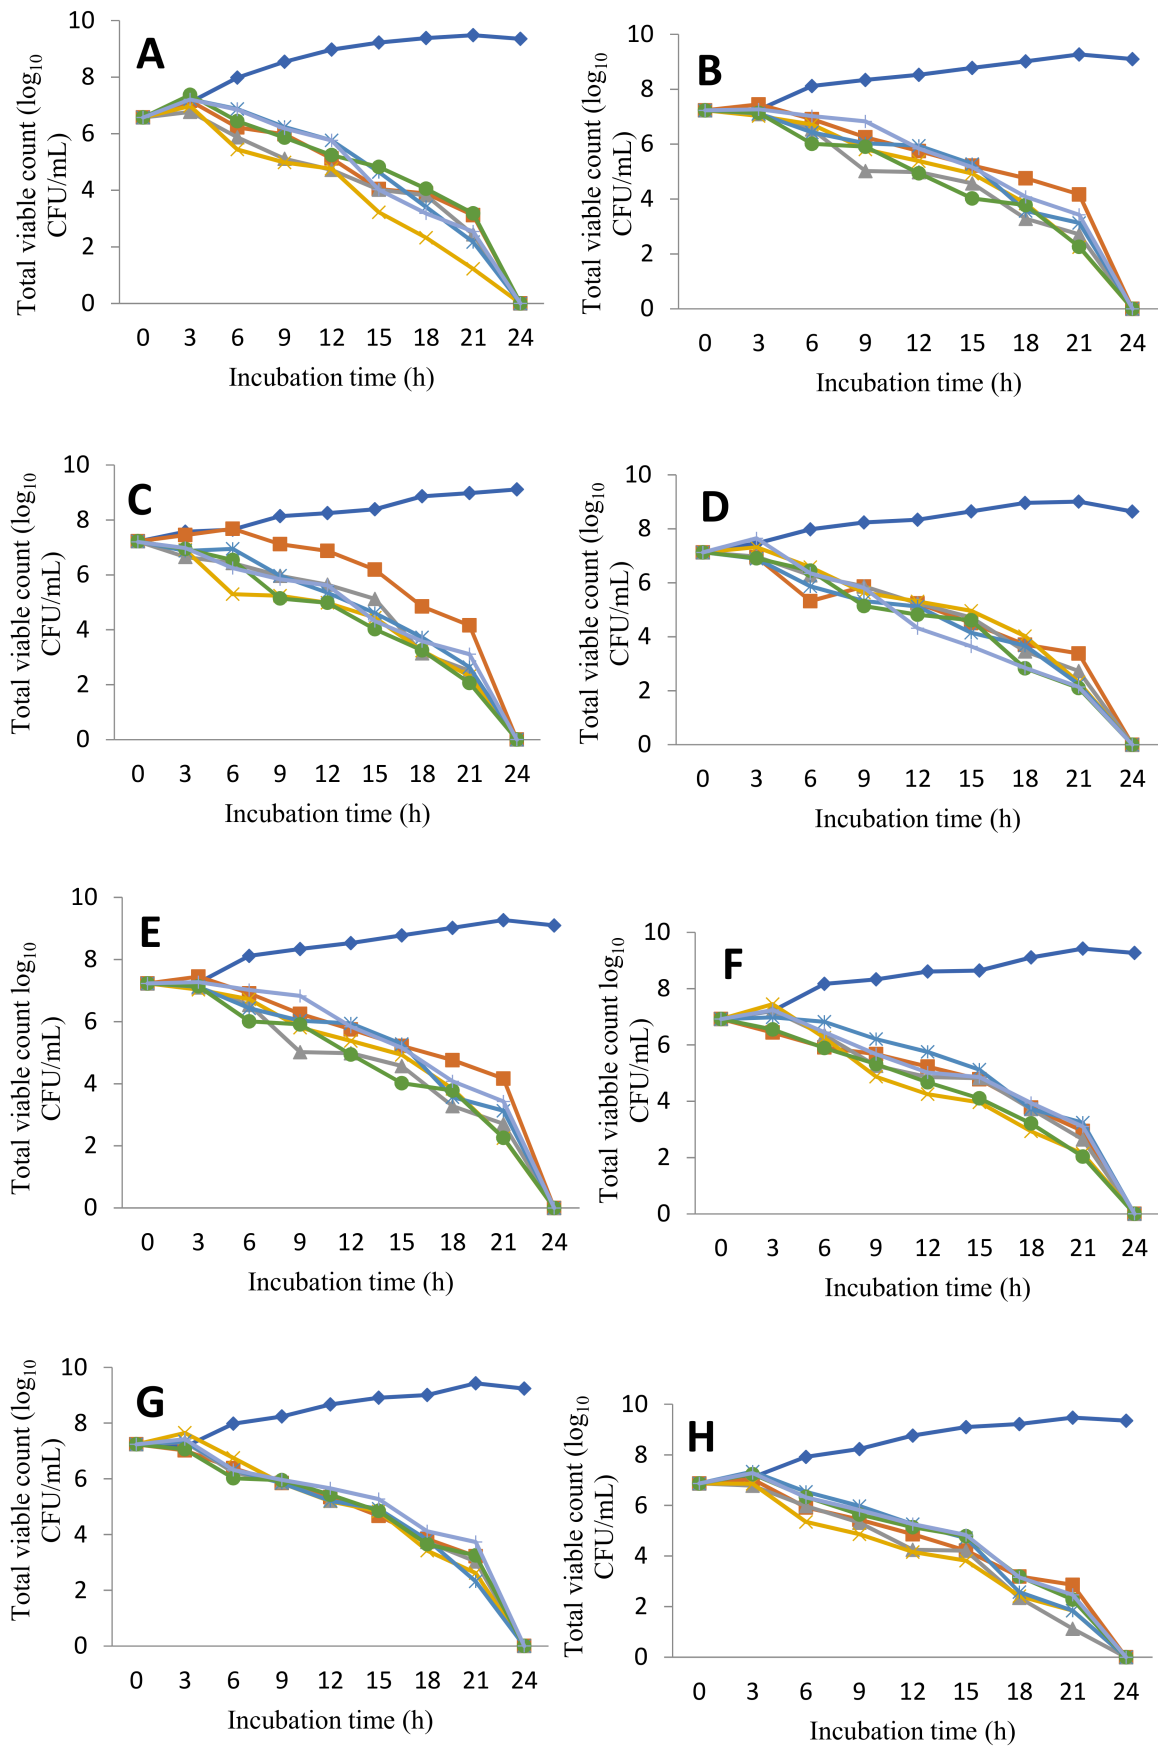 A
Total viable count (log10
CFU/mL)
10
8
6
4
2
0
0 3 6 9 12 15 18 21 24
Incubation time (h)
B
Total viable count (log10
CFU/mL)
10
8
6
4
2
0
0 3 6 9 12 15 18 21 24
Incubation time (h)
C
Total viable count (log10
CFU/mL)
10
8
6
4
2
0
0 3 6 9 12 15 18 21 24
Incubation time (h)
D
Total viable count (log10
CFU/mL)
10
8
6
4
2
0
0 3 6 9 12 15 18 21 24
Incubation time (h)
E
Total viable count log10
CFU/mL)
10
8
6
4
2
0
0 3 6 9 12 15 18 21 24
Incubation time (h)
F
Total viabble count log10
CFU/mL)
10
8
6
4
2
0
0 3 6 9 12 15 18 21 24
Incubation time (h)
G
Total viable count (log10
CFU/mL)
10
8
6
4
2
0
0 3 6 9 12 15 18 21 24
Incubation time (h)
H
Total viable count (log10
CFU/mL)
10
8
6
4
2
0
0 3 6 9 12 15 18 21 24
Incubation time (h)